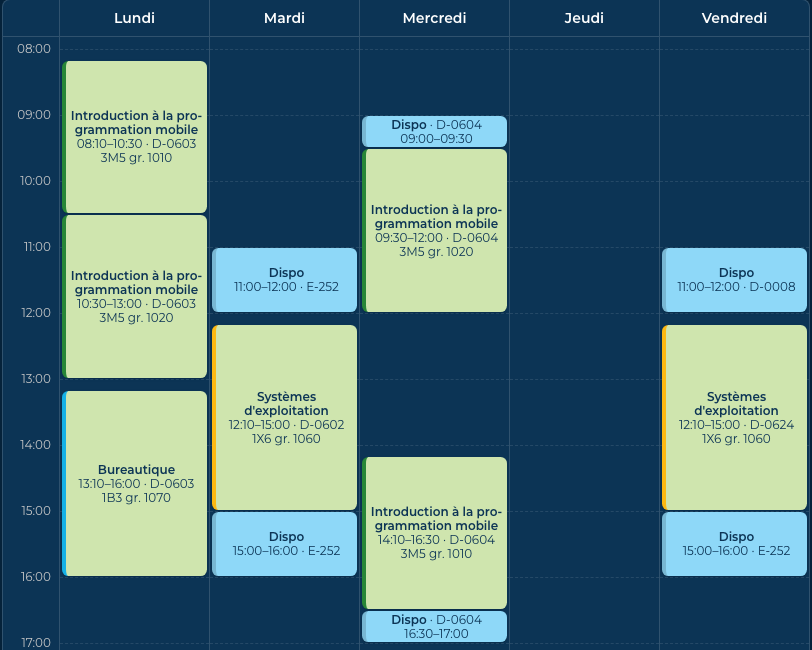 Lundi
Mardi
Mercredi
Jeudi
Vendredi
08:00
09:00
10:00
11:00
12:00
13:00
14:00
15:00
16:00
17:00
Introduction à la pro-
grammation mobile
08:10–10:30 · D-0603
3M5 gr. 1010
Introduction à la pro-
grammation mobile
10:30–13:00 · D-0603
3M5 gr. 1020
Bureautique
13:10–16:00 · D-0603
1B3 gr. 1070
Dispo
11:00–12:00 · E-252
Systèmes
d'exploitation
12:10–15:00 · D-0602
1X6 gr. 1060
Dispo
15:00–16:00 · E-252
Dispo · D-0604
09:00–09:30
Introduction à la pro-
grammation mobile
09:30–12:00 · D-0604
3M5 gr. 1020
Introduction à la pro-
grammation mobile
14:10–16:30 · D-0604
3M5 gr. 1010
Dispo · D-0604
16:30–17:00
Dispo
11:00–12:00 · D-0008
Systèmes
d'exploitation
12:10–15:00 · D-0624
1X6 gr. 1060
Dispo
15:00–16:00 · E-252